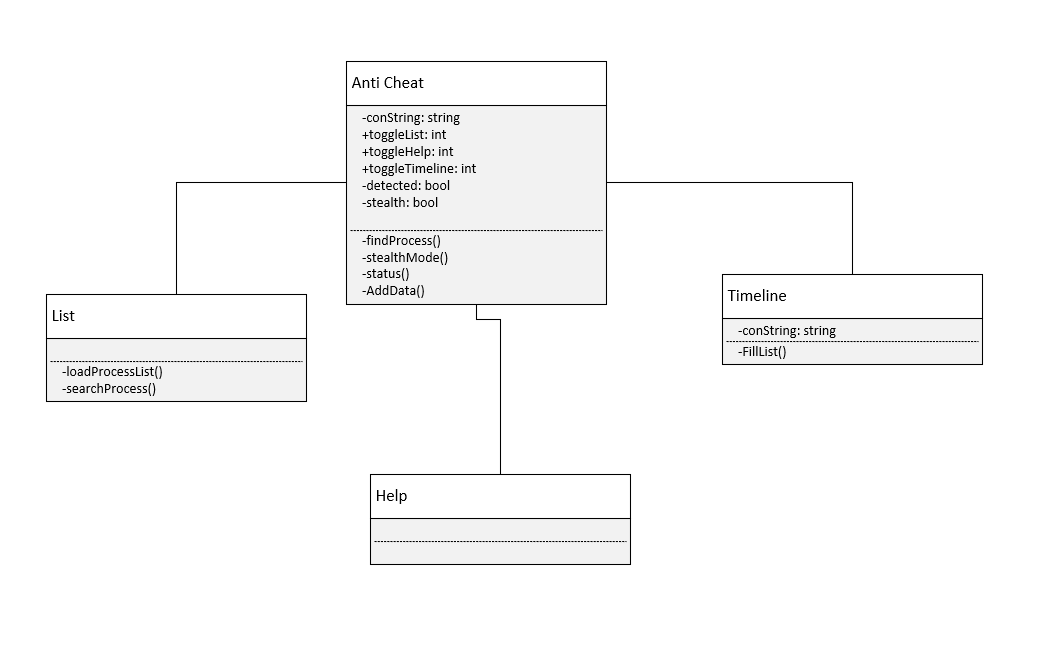 Anti Cheat
-conString: string
+toggleList: int
+toggleHelp: int
+toggleTimeline: int
-detected: bool
-stealth: bool
-findProcess()
-stealthMode()
-status()
-AddData()
List
-loadProcessList()
-searchProcess()
Timeline
-conString: string
-FillList()
Help